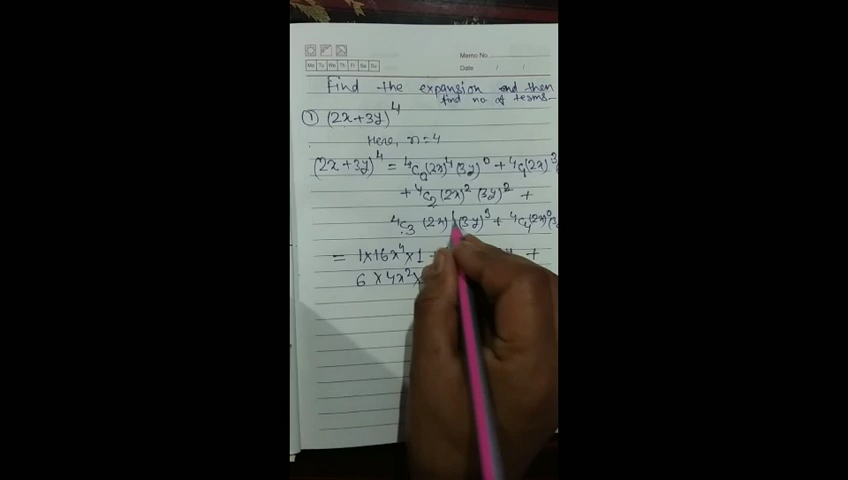 Memo No
Mo Tu We Th Fr Sa Su
Date / /
Find the expansion and then
find no. of terms-
① (2x+3y)⁴
Here, n=4
(2x+3y)⁴ = ⁴C₀(2x)⁴(3y)⁰ + ⁴C₁(2x)³
+ ⁴C₂(2x)²(3y)² +
⁴C₃(2x)¹(3y)³ + ⁴C₄(2x)⁰(3y
= 1×16x⁴×1 +
6×4x²×